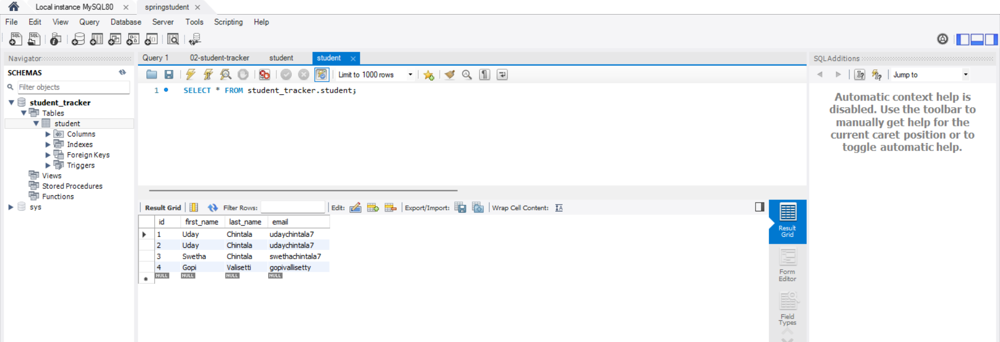 Local instance MySQL80
springstudent
File Edit View Query Database Server Tools Scripting Help
Navigator
SCHEMAS
Filter objects
student_tracker
Tables
student
Columns
Indexes
Foreign Keys
Triggers
Views
Stored Procedures
Functions
sys
Query 1 02-student-tracker student student
Limit to 1000 rows
1 SELECT * FROM student_tracker.student;
Result Grid Filter Rows: Edit: Export/Import: Wrap Cell Content:
id first_name last_name email
1 Uday Chintala udaychintala7
2 Uday Chintala udaychintala7
3 Swetha Chintala swethachintala7
4 Gopi Valisetti gopivallisetty
NULL NULL NULL NULL
Result
Grid
Form
Editor
Field
Types
SQLAdditions
Jump to
Automatic context help is
disabled. Use the toolbar to
manually get help for the
current caret position or to
toggle automatic help.